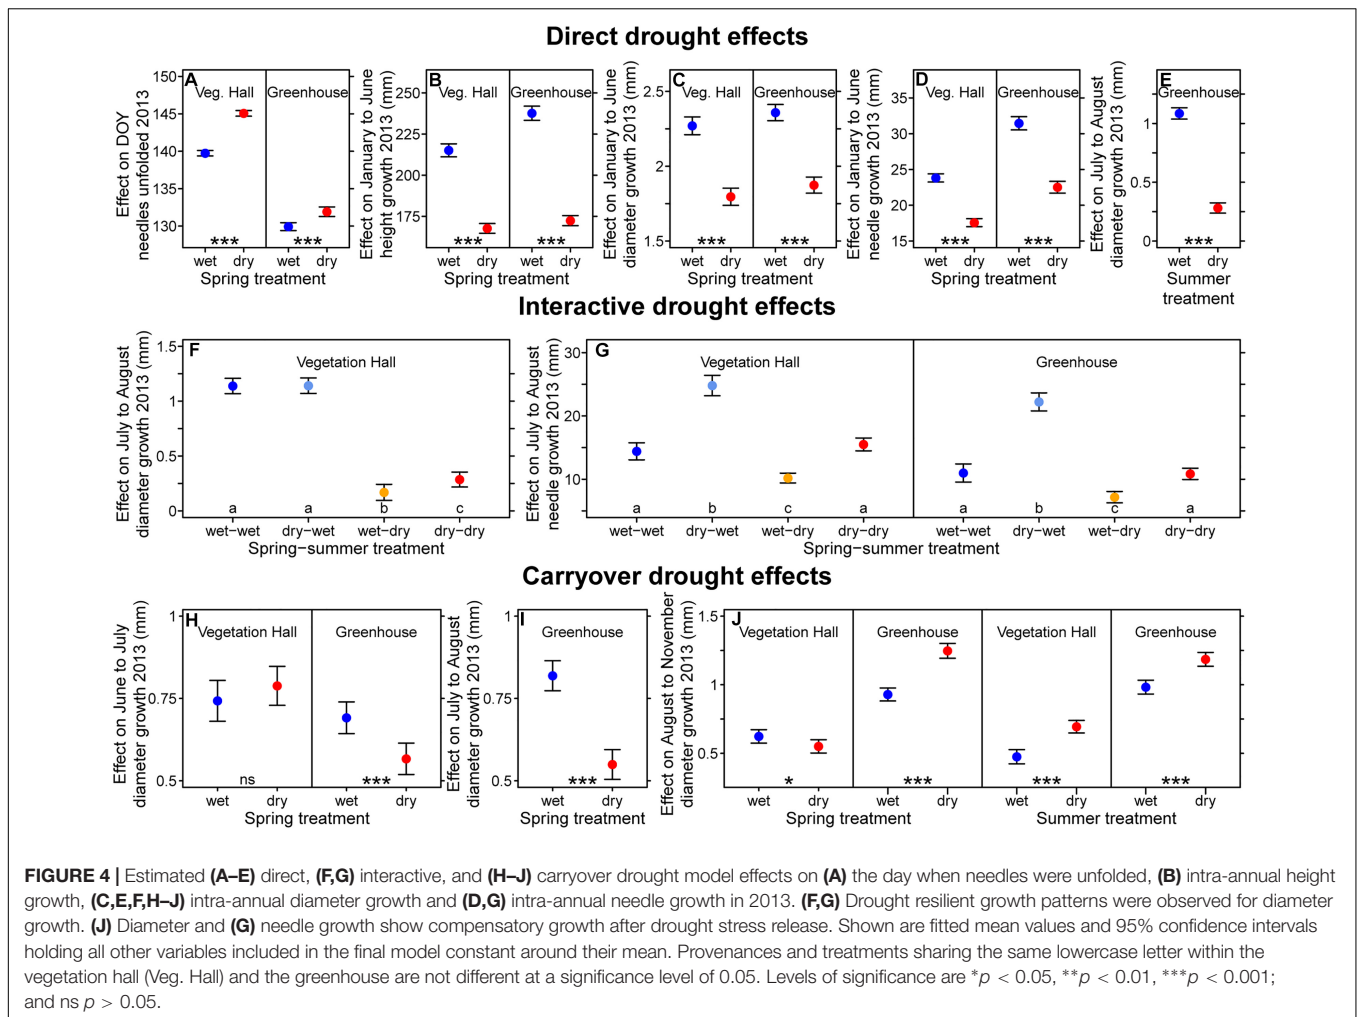 Direct drought effects
A
Veg. Hall
Greenhouse
Effect on DOY
needles unfolded 2013
150
145
140
135
130
***
***
wet dry wet dry
Spring treatment
B
Veg. Hall
Greenhouse
Effect on January to June
height growth 2013 (mm)
250
225
200
175
***
***
wet dry wet dry
Spring treatment
C
Veg. Hall
Greenhouse
Effect on January to June
diameter growth 2013 (mm)
2.5
2
1.5
***
***
wet dry wet dry
Spring treatment
D
Veg. Hall
Greenhouse
Effect on January to June
needle growth 2013 (mm)
35
30
25
20
15
***
***
wet dry wet dry
Spring treatment
E
Greenhouse
Effect on July to August
diameter growth 2013 (mm)
1
0.5
0
***
wet dry
Summer
treatment
Interactive drought effects
F
Vegetation Hall
Effect on July to August
diameter growth 2013 (mm)
1.5
1
0.5
0
a a b c
wet−wet dry−wet wet−dry dry−dry
Spring−summer treatment
G
Vegetation Hall
Greenhouse
Effect on July to August
needle growth 2013 (mm)
30
20
10
a b c a a b c a
wet−wet dry−wet wet−dry dry−dry wet−wet dry−wet wet−dry dry−dry
Spring−summer treatment
Carryover drought effects
H
Vegetation Hall
Greenhouse
Effect on June to July
diameter growth 2013 (mm)
1
0.75
0.5
ns
***
wet dry wet dry
Spring treatment
I
Greenhouse
Effect on July to August
diameter growth 2013 (mm)
1
0.75
0.5
***
wet dry
Spring treatment
J
Vegetation Hall
Greenhouse
Vegetation Hall
Greenhouse
Effect on August to November
diameter growth 2013 (mm)
1.5
1
0.5
*
***
***
***
wet dry wet dry wet dry wet dry
Spring treatment
Summer treatment
FIGURE 4 | Estimated (A–E) direct, (F,G) interactive, and (H–J) carryover drought model effects on (A) the day when needles were unfolded, (B) intra-annual height
growth, (C,E,F,H–J) intra-annual diameter growth and (D,G) intra-annual needle growth in 2013. (F,G) Drought resilient growth patterns were observed for diameter
growth. (J) Diameter and (G) needle growth show compensatory growth after drought stress release. Shown are fitted mean values and 95% confidence intervals
holding all other variables included in the final model constant around their mean. Provenances and treatments sharing the same lowercase letter within the
vegetation hall (Veg. Hall) and the greenhouse are not different at a significance level of 0.05. Levels of significance are *p < 0.05, **p < 0.01, ***p < 0.001;
and ns p > 0.05.